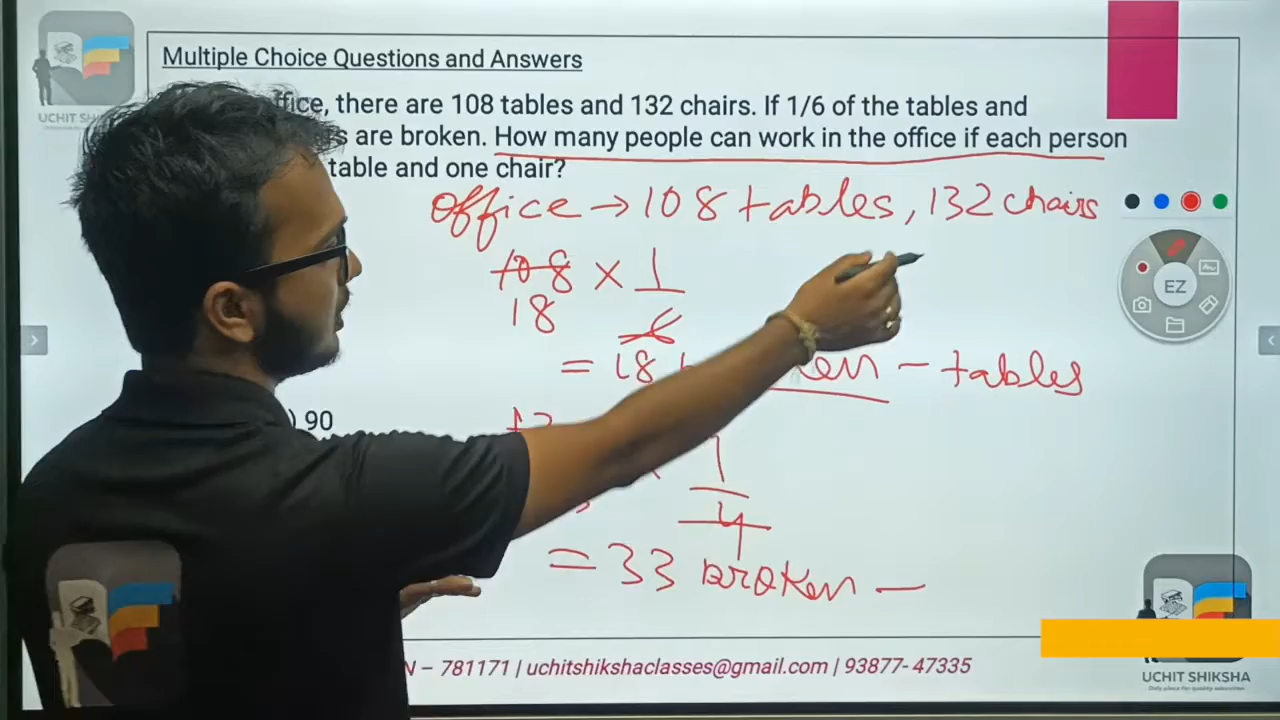 Multiple Choice Questions and Answers
ffice, there are 108 tables and 132 chairs. If 1/6 of the tables and
s are broken. How many people can work in the office if each person
table and one chair?
office → 108 tables, 132 chairs
108 × 1
18 6
= 18 ken - tables
1
4
) 90
= 33 broken -
N – 781171 | uchitshikshaclasses@gmail.com | 93877- 47335
EZ
UCHIT SH
UCHIT SHIKSHA